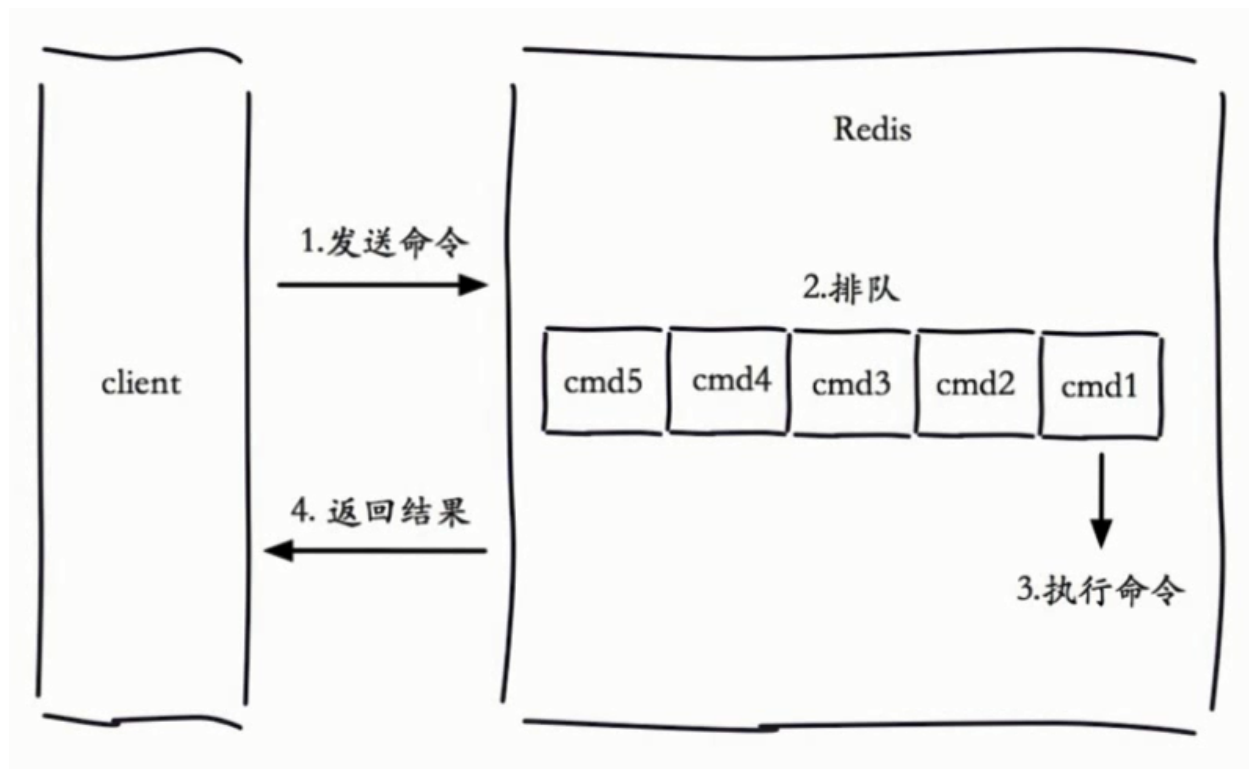 Redis
1.发送命令
2.排队
client
cmd5
cmd4
cmd3
cmd2
cmd1
4. 返回结果
3.执行命令